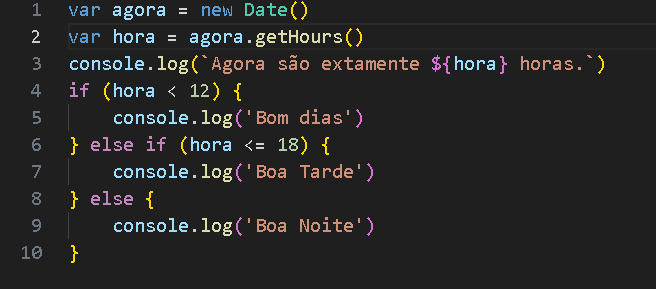 1 var agora = new Date()
2 var hora = agora.getHours()
3 console.log(`Agora são extamente ${hora} horas.`)
4 if (hora < 12) {
5     console.log('Bom dias')
6 } else if (hora <= 18) {
7     console.log('Boa Tarde')
8 } else {
9     console.log('Boa Noite')
10 }